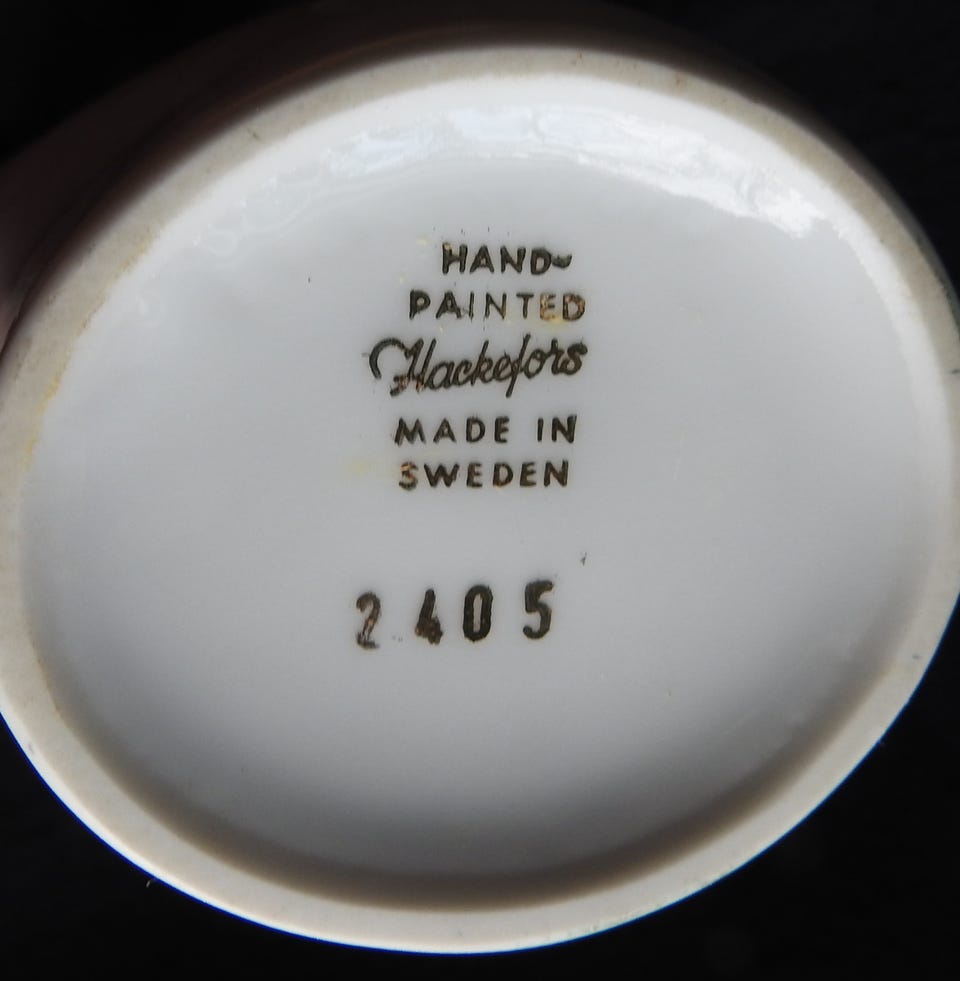 HAND-
PAINTED
Hackefors
MADE IN
SWEDEN
2405